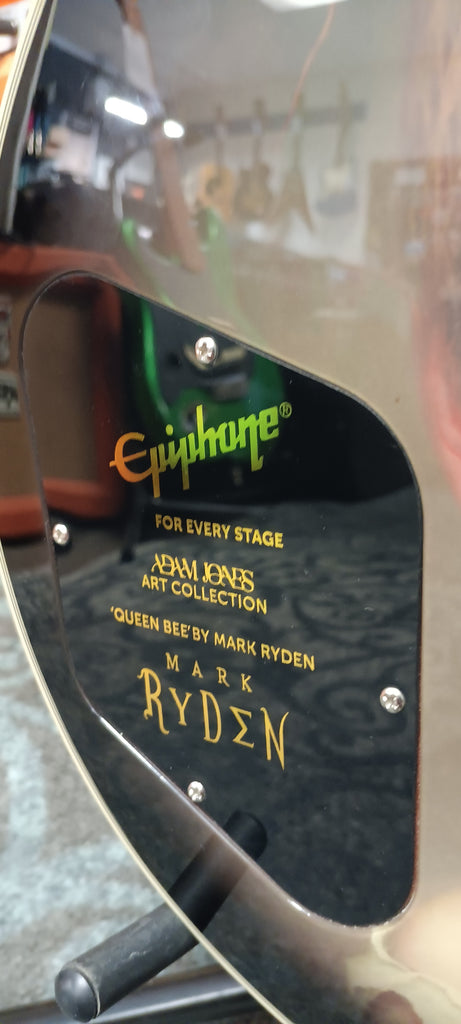 Epiphone®
FOR EVERY STAGE
ADAM JONES
ART COLLECTION
'QUEEN BEE' BY MARK RYDEN
MARK
RYDEN